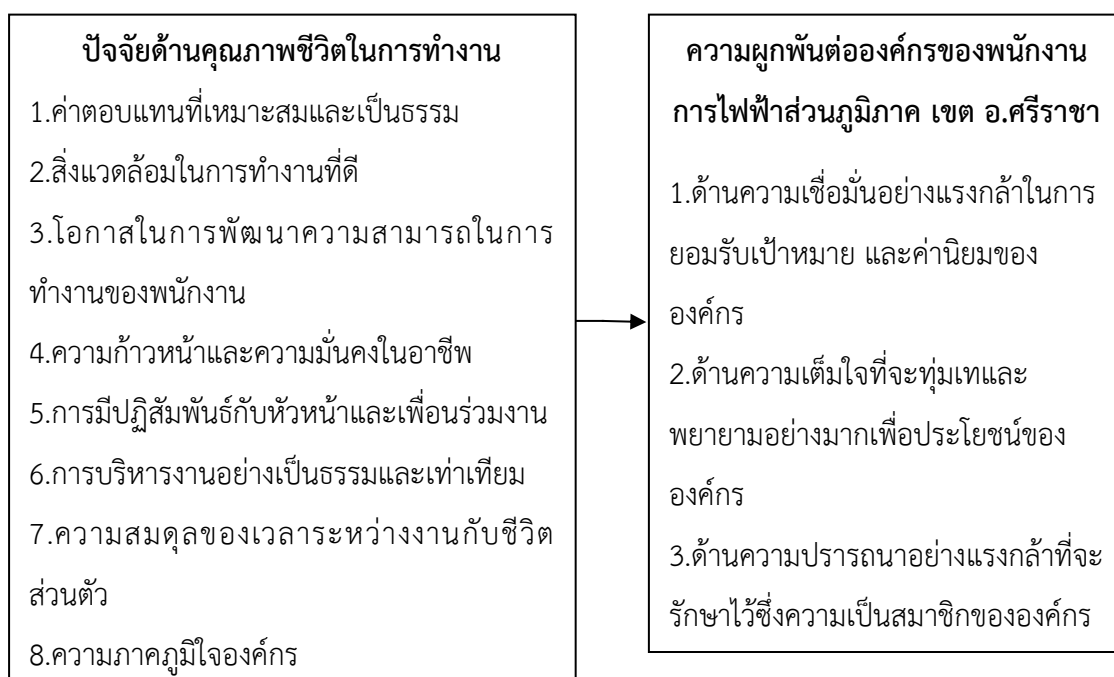 ปัจจัยด้านคุณภาพชีวิตในการทำงาน
1.ค่าตอบแทนที่เหมาะสมและเป็นธรรม
2.สิ่งแวดล้อมในการทำงานที่ดี
3.โอกาสในการพัฒนาความสามารถในการ
ทำงานของพนักงาน
4.ความก้าวหน้าและความมั่นคงในอาชีพ
5.การมีปฏิสัมพันธ์กับหัวหน้าและเพื่อนร่วมงาน
6.การบริหารงานอย่างเป็นธรรมและเท่าเทียม
7.ความสมดุลของเวลาระหว่างงานกับชีวิต
ส่วนตัว
8.ความภาคภูมิใจองค์กร
ความผูกพันต่อองค์กรของพนักงาน
การไฟฟ้าส่วนภูมิภาค เขต อ.ศรีราชา
1.ด้านความเชื่อมั่นอย่างแรงกล้าในการ
ยอมรับเป้าหมาย และค่านิยมของ
องค์กร
2.ด้านความเต็มใจที่จะทุ่มเทและ
พยายามอย่างมากเพื่อประโยชน์ของ
องค์กร
3.ด้านความปรารถนาอย่างแรงกล้าที่จะ
รักษาไว้ซึ่งความเป็นสมาชิกขององค์กร